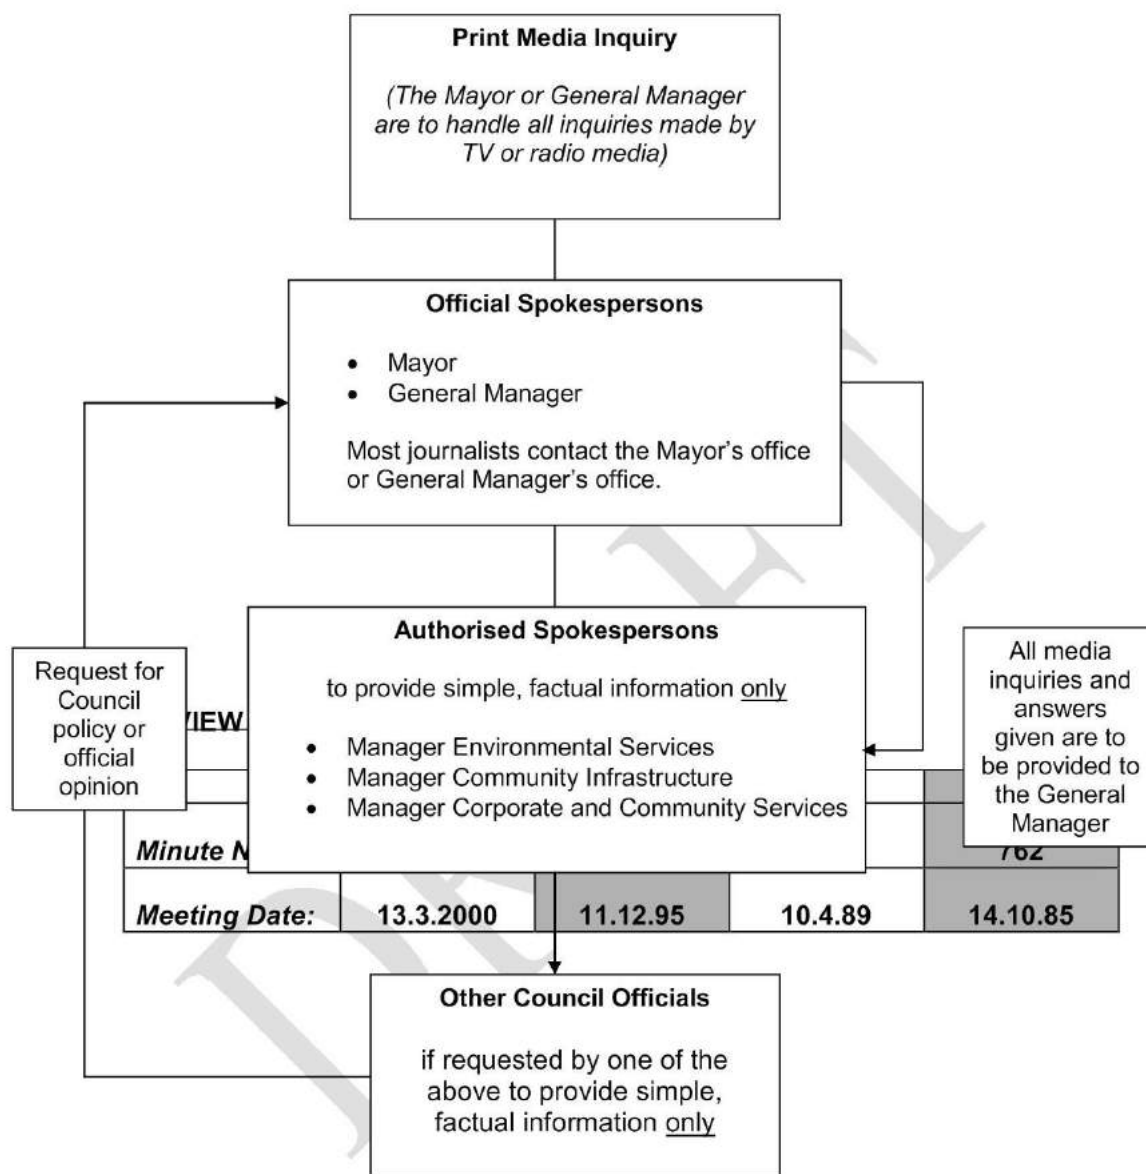 Print Media Inquiry
(The Mayor or General Manager
are to handle all inquiries made by
TV or radio media)
Official Spokespersons
• Mayor
• General Manager
Most journalists contact the Mayor's office
or General Manager's office.
Authorised Spokespersons
to provide simple, factual information only
• Manager Environmental Services
• Manager Community Infrastructure
• Manager Corporate and Community Services
Request for
Council
policy or
official
opinion
All media
inquiries and
answers
given are to
be provided to
the General
Manager
Minute
762
Meeting Date: 13.3.2000 11.12.95 10.4.89 14.10.85
Other Council Officials
if requested by one of the
above to provide simple,
factual information only
DRAFT